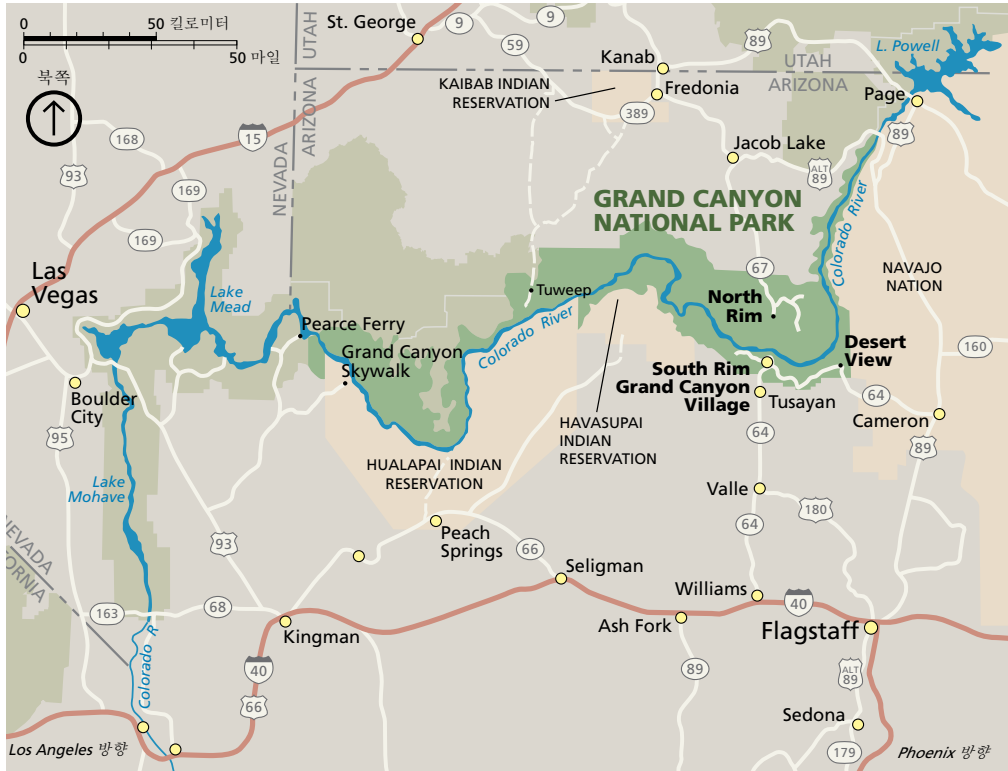 0
50 킬로미터
0
50 마일
북쪽
UTAH
ARIZONA
NEVADA
St. George
9
9
59
15
168
93
169
169
Kanab
Fredonia
KAIBAB INDIAN
RESERVATION
389
89
UTAH
ARIZONA
L. Powell
Page
89
Jacob Lake
ALT
89
GRAND CANYON
NATIONAL PARK
Colorado River
67
NAVAJO
NATION
Las
Vegas
Lake
Mead
Pearce Ferry
Tuweep
North
Rim
Colorado River
Grand Canyon
Skywalk
Desert
View
160
South Rim
Grand Canyon
Village
Tusayan
64
Boulder
City
95
Cameron
89
HAVASUPAI
INDIAN
RESERVATION
64
HUALAPAI INDIAN
RESERVATION
Lake
Mohave
Valle
180
64
Peach
Springs
NEVADA
ORNIA
93
66
Seligman
Williams
40
163
68
Kingman
Ash Fork
Flagstaff
Colorado R
40
66
89
ALT
89
Sedona
Los Angeles 방향
179
Phoenix 방향